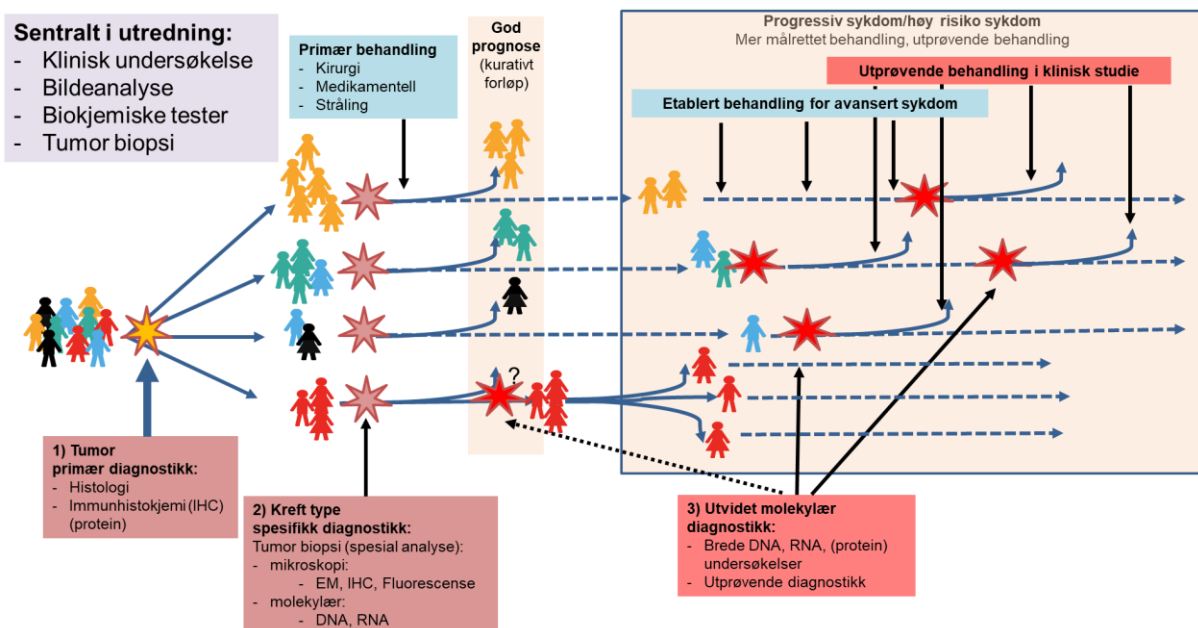 Sentralt i utredning:
- Klinisk undersøkelse
- Bildeanalyse
- Biokjemiske tester
- Tumor biopsi
Primær behandling
- Kirurgi
- Medikamentell
- Stråling
God
prognose
(kurativt
forløp)
Progressiv sykdom/høy risiko sykdom
Mer målrettet behandling, utprøvende behandling
Utprøvende behandling i klinisk studie
Etablert behandling for avansert sykdom
?
1) Tumor
primær diagnostikk:
- Histologi
- Immunhistokjemi (IHC)
(protein)
2) Kreft type
spesifikk diagnostikk:
Tumor biopsi (spesial analyse):
- mikroskopi:
- EM, IHC, Fluorescense
- molekylær:
- DNA, RNA
3) Utvidet molekylær
diagnostikk:
- Brede DNA, RNA, (protein)
undersøkelser
- Utprøvende diagnostikk